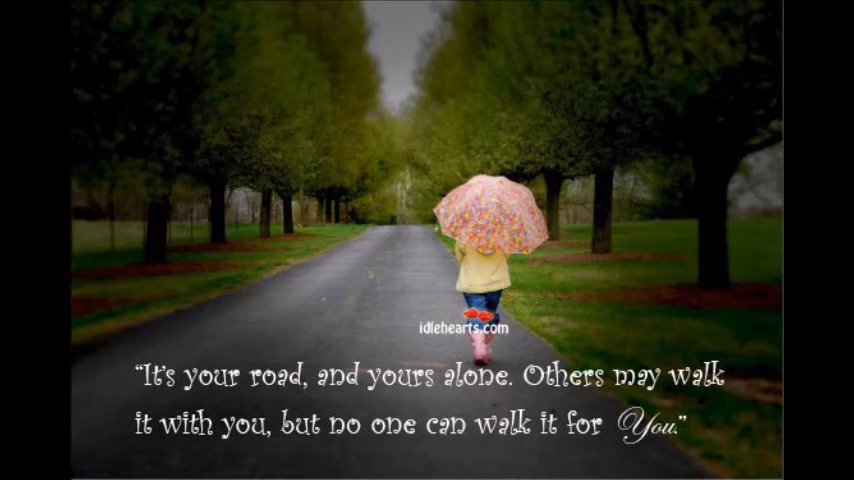 idlehearts.com
“It's your road, and yours alone. Others may walk
it with you, but no one can walk it for You.”